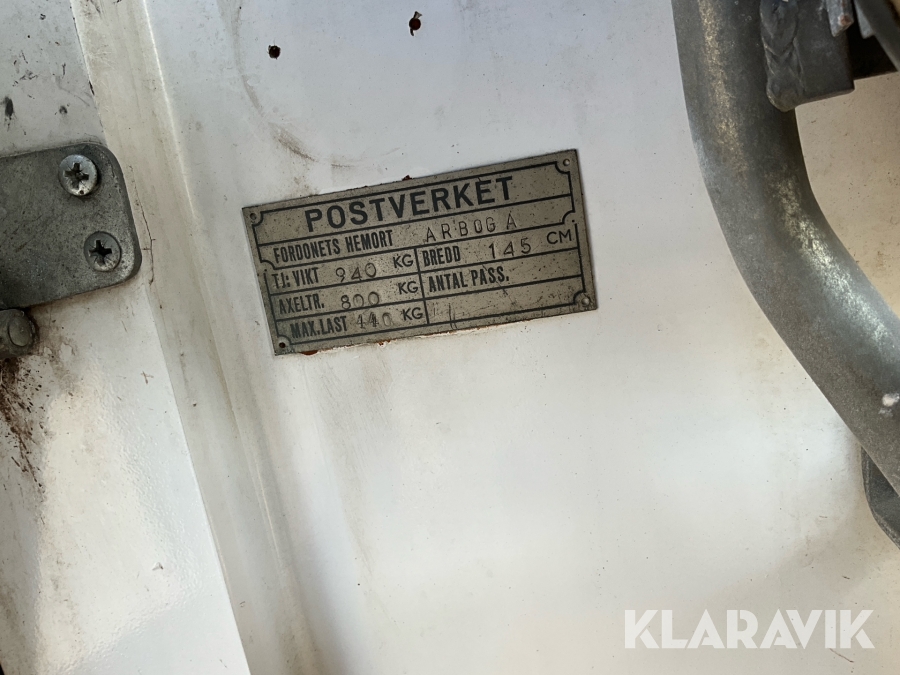 POSTVERKET
FORDONETS HEMORT ARBOGA
TJ: VIKT 940 KG BREDD 145 CM
AXELTR. 800 KG ANTAL PASS.
MAX.LAST 440 KG
KLARAVIK